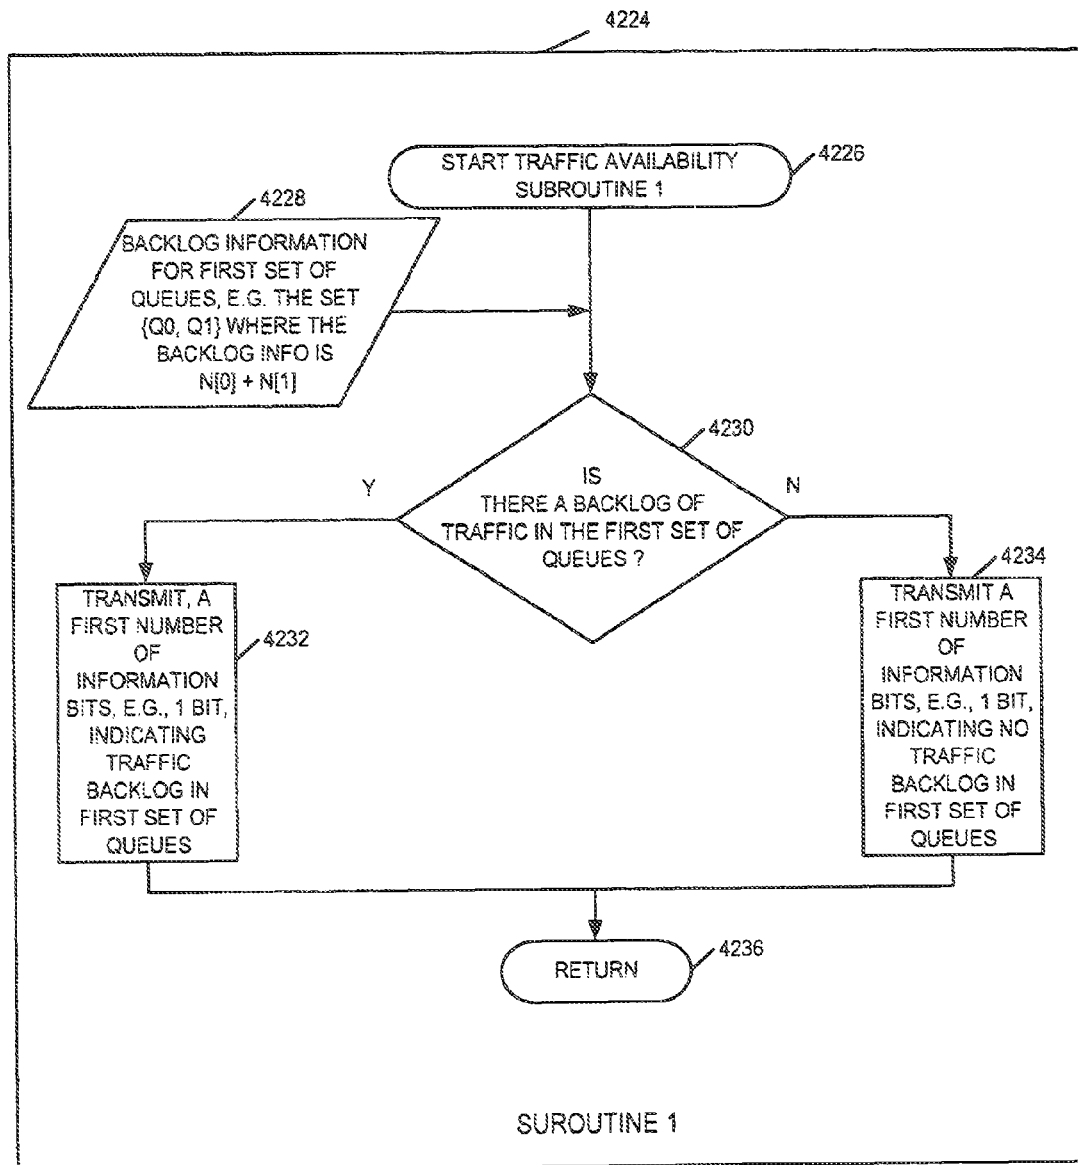 4224
START TRAFFIC AVAILABILITY
SUBROUTINE 1
4226
4228
BACKLOG INFORMATION
FOR FIRST SET OF
QUEUES, E.G. THE SET
{Q0, Q1} WHERE THE
BACKLOG INFO IS
N[0] + N[1]
4230
IS
THERE A BACKLOG OF
TRAFFIC IN THE FIRST SET OF
QUEUES ?
Y
N
TRANSMIT, A
FIRST NUMBER
OF
INFORMATION
BITS, E.G., 1 BIT,
INDICATING
TRAFFIC
BACKLOG IN
FIRST SET OF
QUEUES
4232
4234
TRANSMIT A
FIRST NUMBER
OF
INFORMATION
BITS, E.G., 1 BIT,
INDICATING NO
TRAFFIC
BACKLOG IN
FIRST SET OF
QUEUES
RETURN
4236
SUROUTINE 1